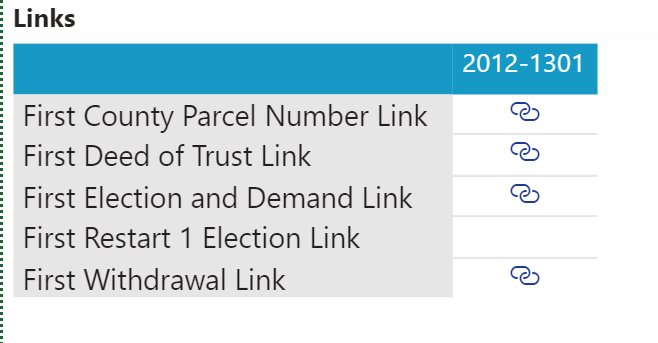 Links
2012-1301
First County Parcel Number Link
First Deed of Trust Link
First Election and Demand Link
First Restart 1 Election Link
First Withdrawal Link